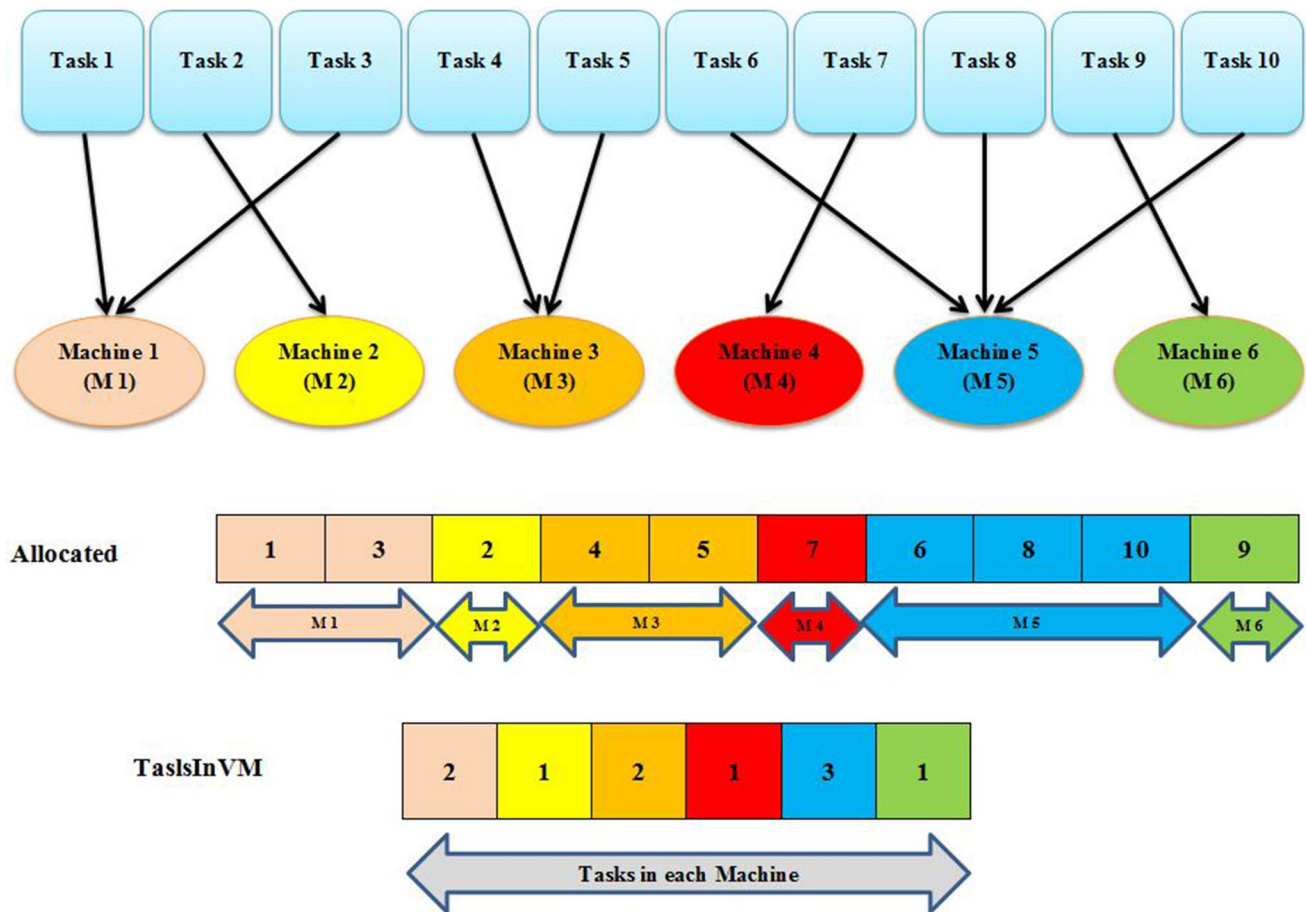 Task 1 Task 2 Task 3 Task 4 Task 5 Task 6 Task 7 Task 8 Task 9 Task 10
Machine 1 Machine 2 Machine 3 Machine 4 Machine 5 Machine 6
(M 1) (M 2) (M 3) (M 4) (M 5) (M 6)
Allocated 1 3 2 4 5 7 6 8 10 9
M 1 M 2 M 3 M 4 M 5 M 6
TaslsInVM 2 1 2 1 3 1
Tasks in each Machine